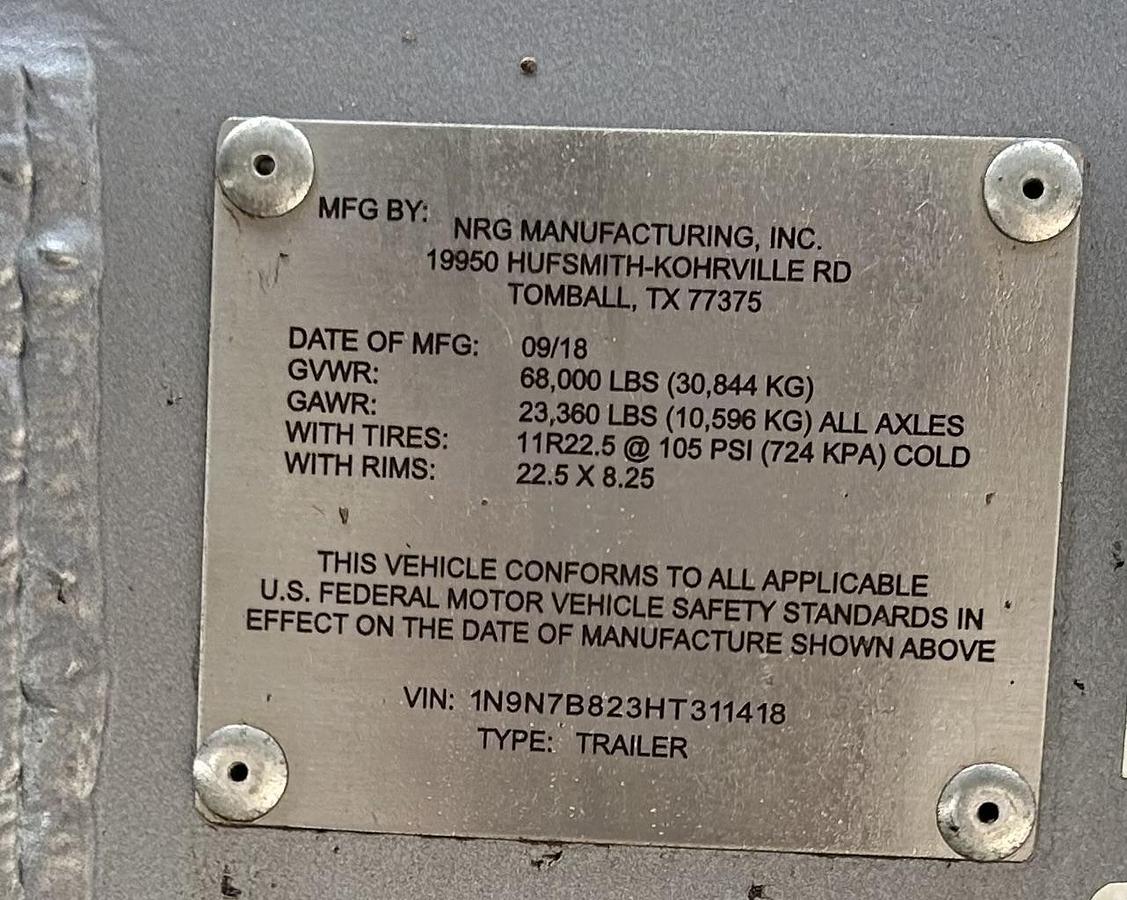 MFG BY:
NRG MANUFACTURING, INC.
19950 HUFSMITH-KOHRVILLE RD
TOMBALL, TX 77375
DATE OF MFG: 09/18
GVWR: 68,000 LBS (30,844 KG)
GAWR: 23,360 LBS (10,596 KG) ALL AXLES
WITH TIRES: 11R22.5 @ 105 PSI (724 KPA) COLD
WITH RIMS: 22.5 X 8.25
THIS VEHICLE CONFORMS TO ALL APPLICABLE
U.S. FEDERAL MOTOR VEHICLE SAFETY STANDARDS IN
EFFECT ON THE DATE OF MANUFACTURE SHOWN ABOVE
VIN: 1N9N7B823HT311418
TYPE: TRAILER